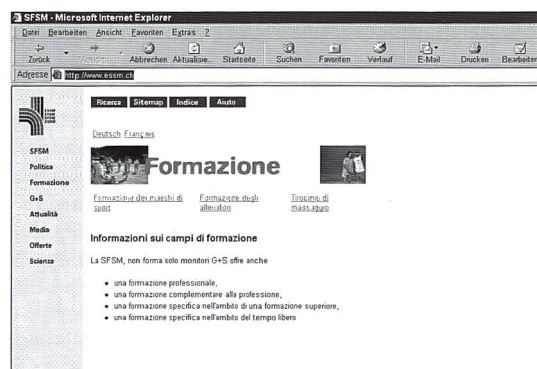 SFSM - Microsoft Internet Explorer
Datei Bearbeiten Ansicht Favoriten Extras ?
Zurück Abbrechen Aktualisie... Startseite Suchen Favoriten Verlauf E-Mail Drucken Bearbeiten
Adresse http://www.essm.ch
Ricerca Sitemap Indice Aiuto
Deutsch Français
SFSM
Politica
Formazione
G+S
Attualità
Media
Offerte
Scienza
Formazione
Formazione dei maestri di sport
Formazione degli allenatori
Tirocinio di massaggio
Informazioni sui campi di formazione
La SFSM, non forma solo monitori G+S offre anche
• una formazione professionale,
• una formazione complementare alla professione,
• una formazione specifica nell'ambito di una formazione superiore,
• una formazione specifica nell'ambito del tempo libero